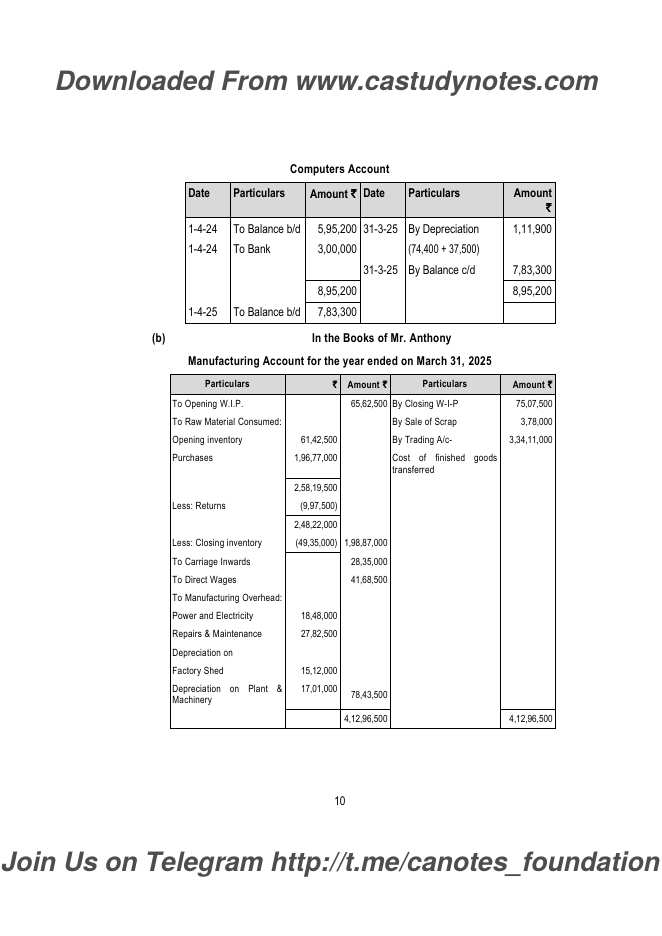 Downloaded From www.castudynotes.com
Computers Account
Date Particulars Amount ₹ Date Particulars Amount
₹
1-4-24 To Balance b/d 5,95,200 31-3-25 By Depreciation 1,11,900
1-4-24 To Bank 3,00,000 (74,400 + 37,500)
31-3-25 By Balance c/d 7,83,300
8,95,200 8,95,200
1-4-25 To Balance b/d 7,83,300
(b) In the Books of Mr. Anthony
Manufacturing Account for the year ended on March 31, 2025
Particulars ₹ Amount ₹ Particulars Amount ₹
To Opening W.I.P. 65,62,500 By Closing W-I-P 75,07,500
To Raw Material Consumed: By Sale of Scrap 3,78,000
Opening inventory 61,42,500 By Trading A/c- 3,34,11,000
Purchases 1,96,77,000 Cost of finished goods
transferred
2,58,19,500
Less: Returns (9,97,500)
2,48,22,000
Less: Closing inventory (49,35,000) 1,98,87,000
To Carriage Inwards 28,35,000
To Direct Wages 41,68,500
To Manufacturing Overhead:
Power and Electricity 18,48,000
Repairs & Maintenance 27,82,500
Depreciation on
Factory Shed 15,12,000
Depreciation on Plant & 17,01,000
Machinery 78,43,500
4,12,96,500 4,12,96,500
10
Join Us on Telegram http://t.me/canotes_foundation